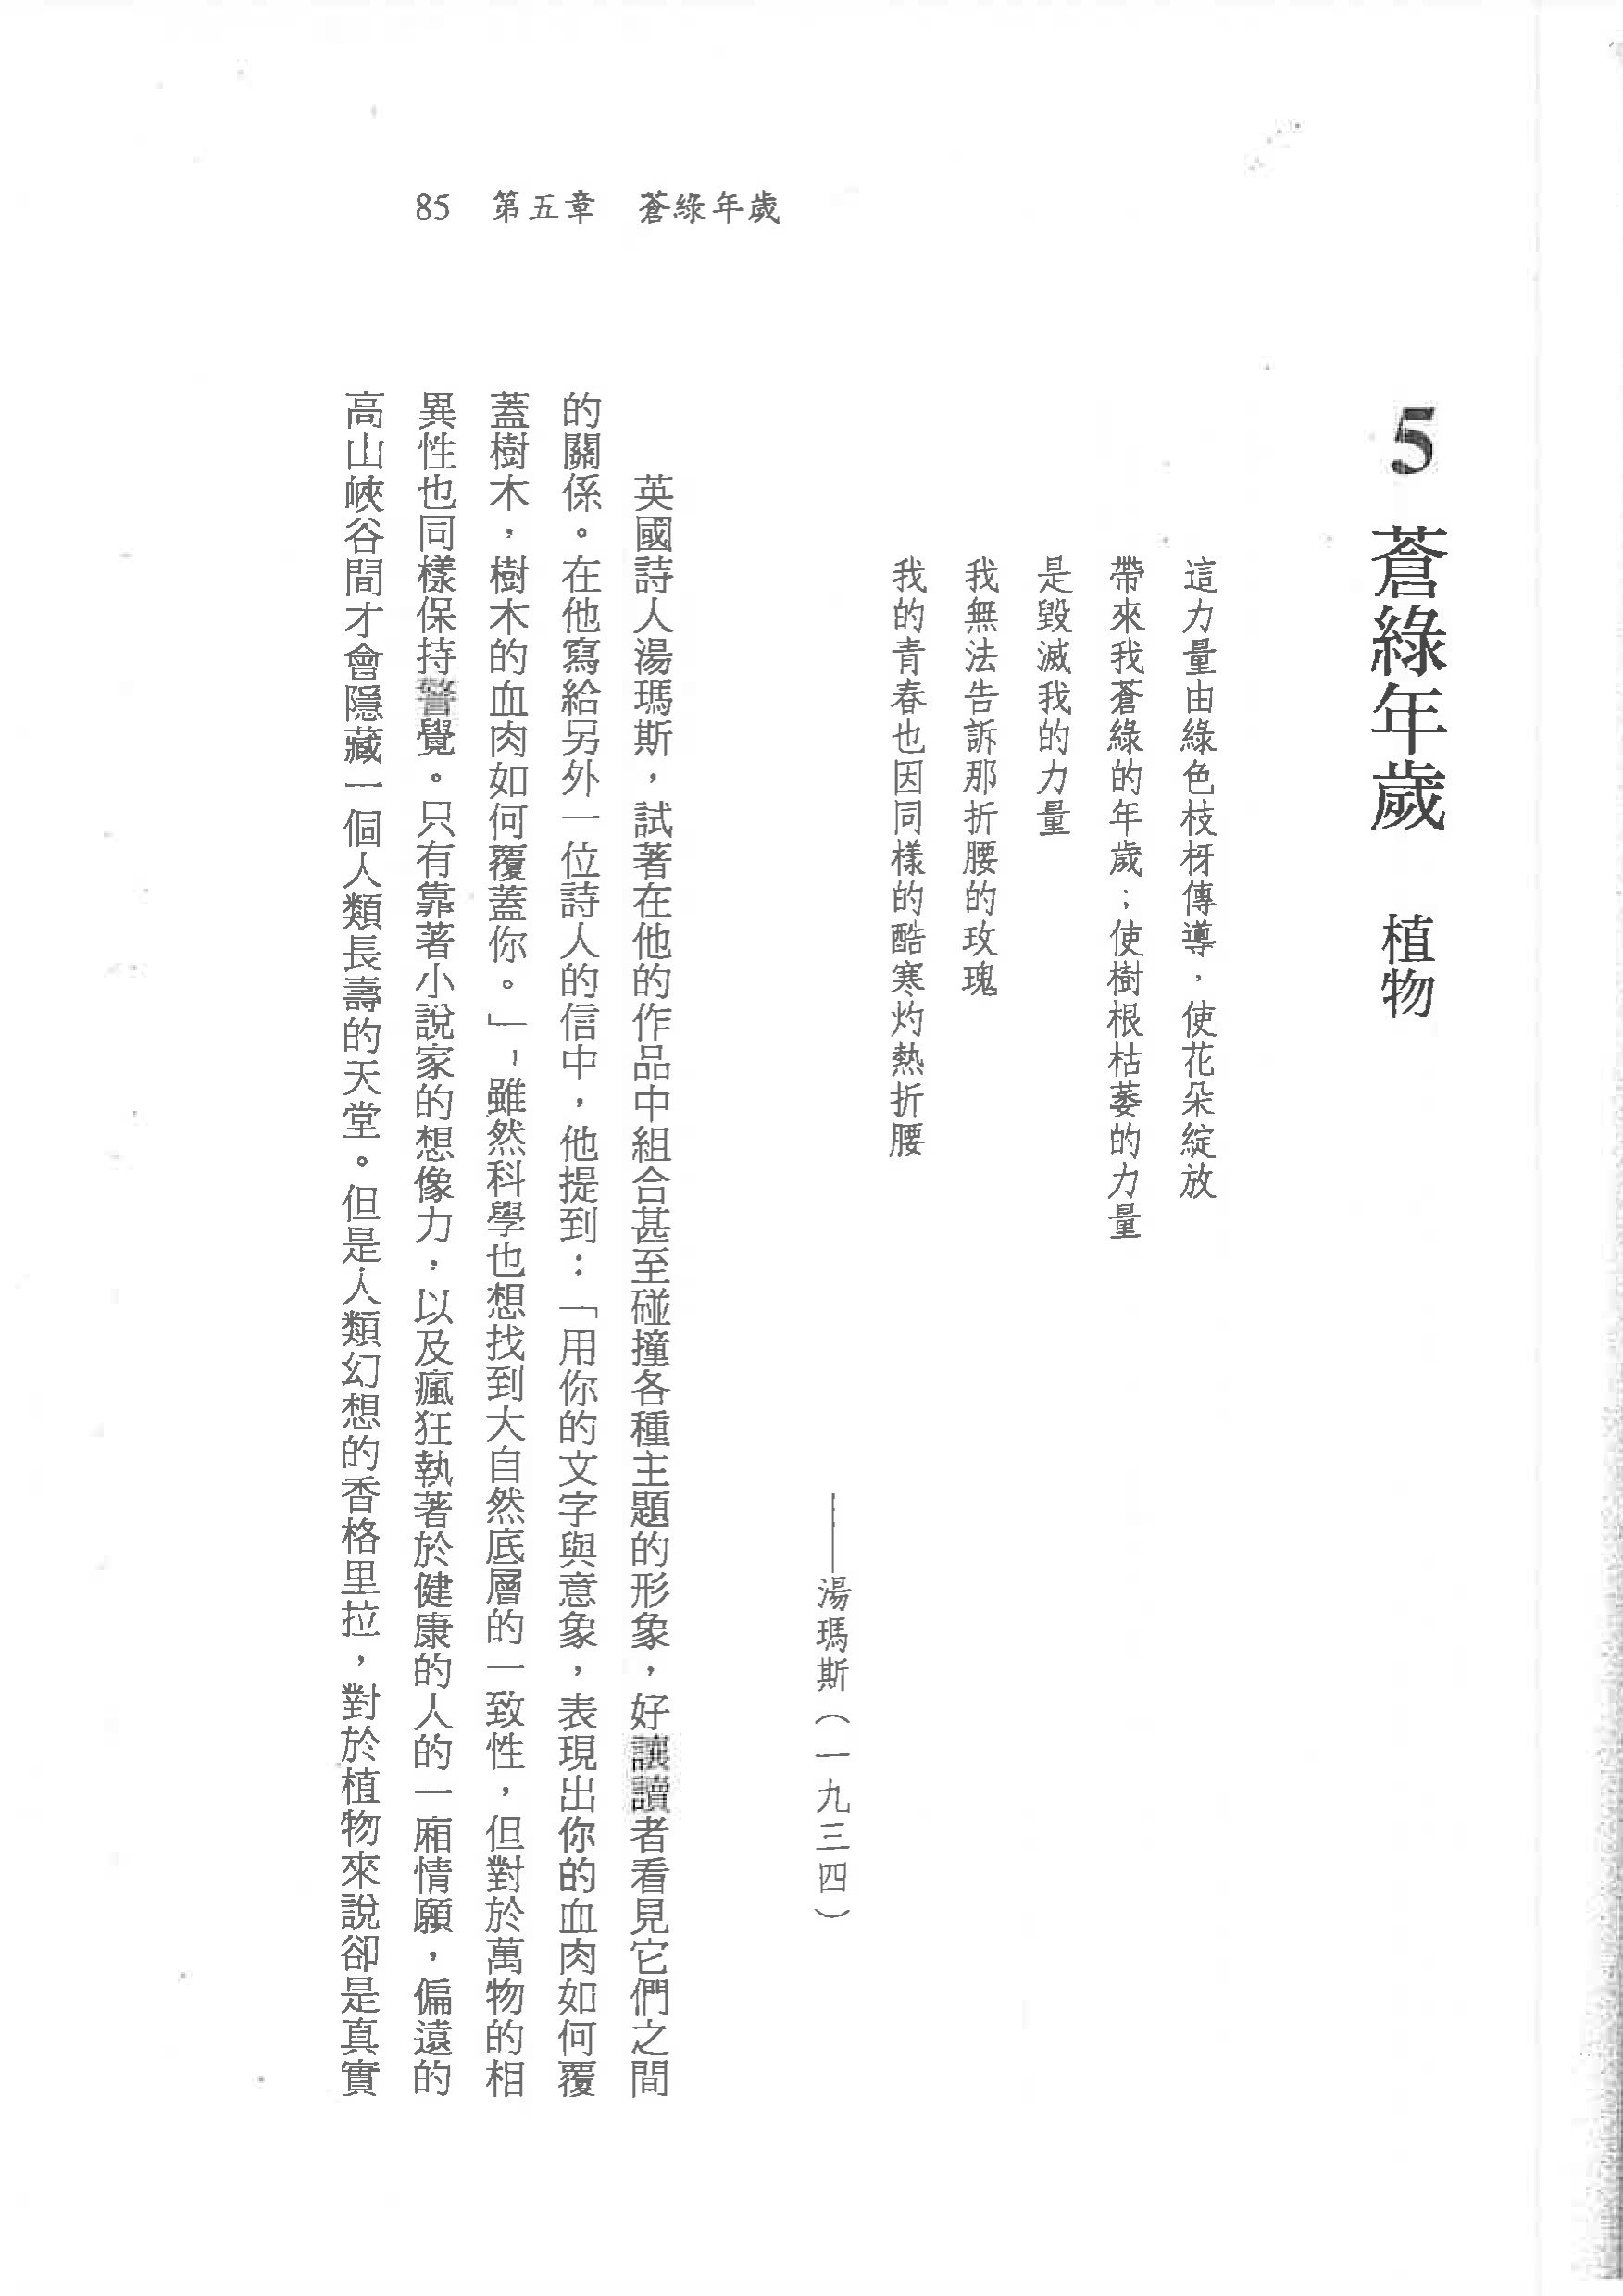 85 第五章 蒼綠年歲
5 蒼綠年歲 植物
這力量由綠色枝枒傳導，使花朵綻放
帶來我蒼綠的年歲；使樹根枯萎的力量
是毀滅我的力量
我無法告訴那折腰的玫瑰
我的青春也因同樣的酷寒灼熱折腰
——湯瑪斯（一九三四）
英國詩人湯瑪斯，試著在他的作品中組合甚至碰撞各種主題的形象，好讓讀者看見它們之間
的關係。在他寫給另外一位詩人的信中，他提到：「用你的文字與意象，表現出你的血肉如何覆
蓋樹木，樹木的血肉如何覆蓋你。」，雖然科學也想找到大自然底層的一致性，但對於萬物的相
異性也同樣保持警覺。只有靠著小說家的想像力，以及瘋狂執著於健康的人的一廂情願，偏遠的
高山峽谷間才會隱藏一個人類長壽的天堂。但是人類幻想的香格里拉，對於植物來說卻是真實